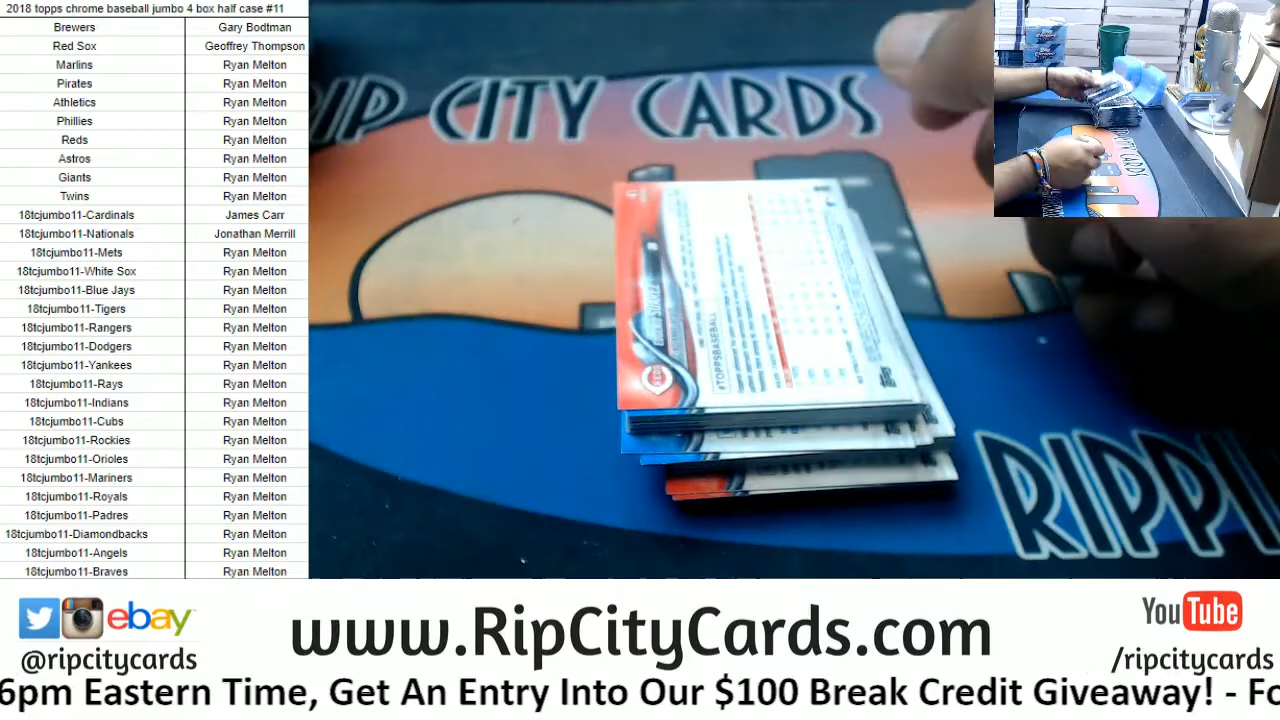 2018 topps chrome baseball jumbo 4 box half case #11
Brewers Gary Bodtman
Red Sox Geoffrey Thompson
Marlins Ryan Melton
Pirates Ryan Melton
Athletics Ryan Melton
Phillies Ryan Melton
Reds Ryan Melton
Astros Ryan Melton
Giants Ryan Melton
Twins Ryan Melton
18tcjumbo11-Cardinals James Carr
18tcjumbo11-Nationals Jonathan Merrill
18tcjumbo11-Mets Ryan Melton
18tcjumbo11-White Sox Ryan Melton
18tcjumbo11-Blue Jays Ryan Melton
18tcjumbo11-Tigers Ryan Melton
18tcjumbo11-Rangers Ryan Melton
18tcjumbo11-Dodgers Ryan Melton
18tcjumbo11-Yankees Ryan Melton
18tcjumbo11-Rays Ryan Melton
18tcjumbo11-Indians Ryan Melton
18tcjumbo11-Cubs Ryan Melton
18tcjumbo11-Rockies Ryan Melton
18tcjumbo11-Orioles Ryan Melton
18tcjumbo11-Mariners Ryan Melton
18tcjumbo11-Royals Ryan Melton
18tcjumbo11-Padres Ryan Melton
18tcjumbo11-Diamondbacks Ryan Melton
18tcjumbo11-Angels Ryan Melton
18tcjumbo11-Braves Ryan Melton
RIP CITY CARDS
#TOPPSBASEBALL
REDS
topps
RIPPI
CITY CARDS
ebay
@ripcitycards
www.RipCityCards.com
YouTube
/ripcitycards
6pm Eastern Time, Get An Entry Into Our $100 Break Credit Giveaway! - Fo